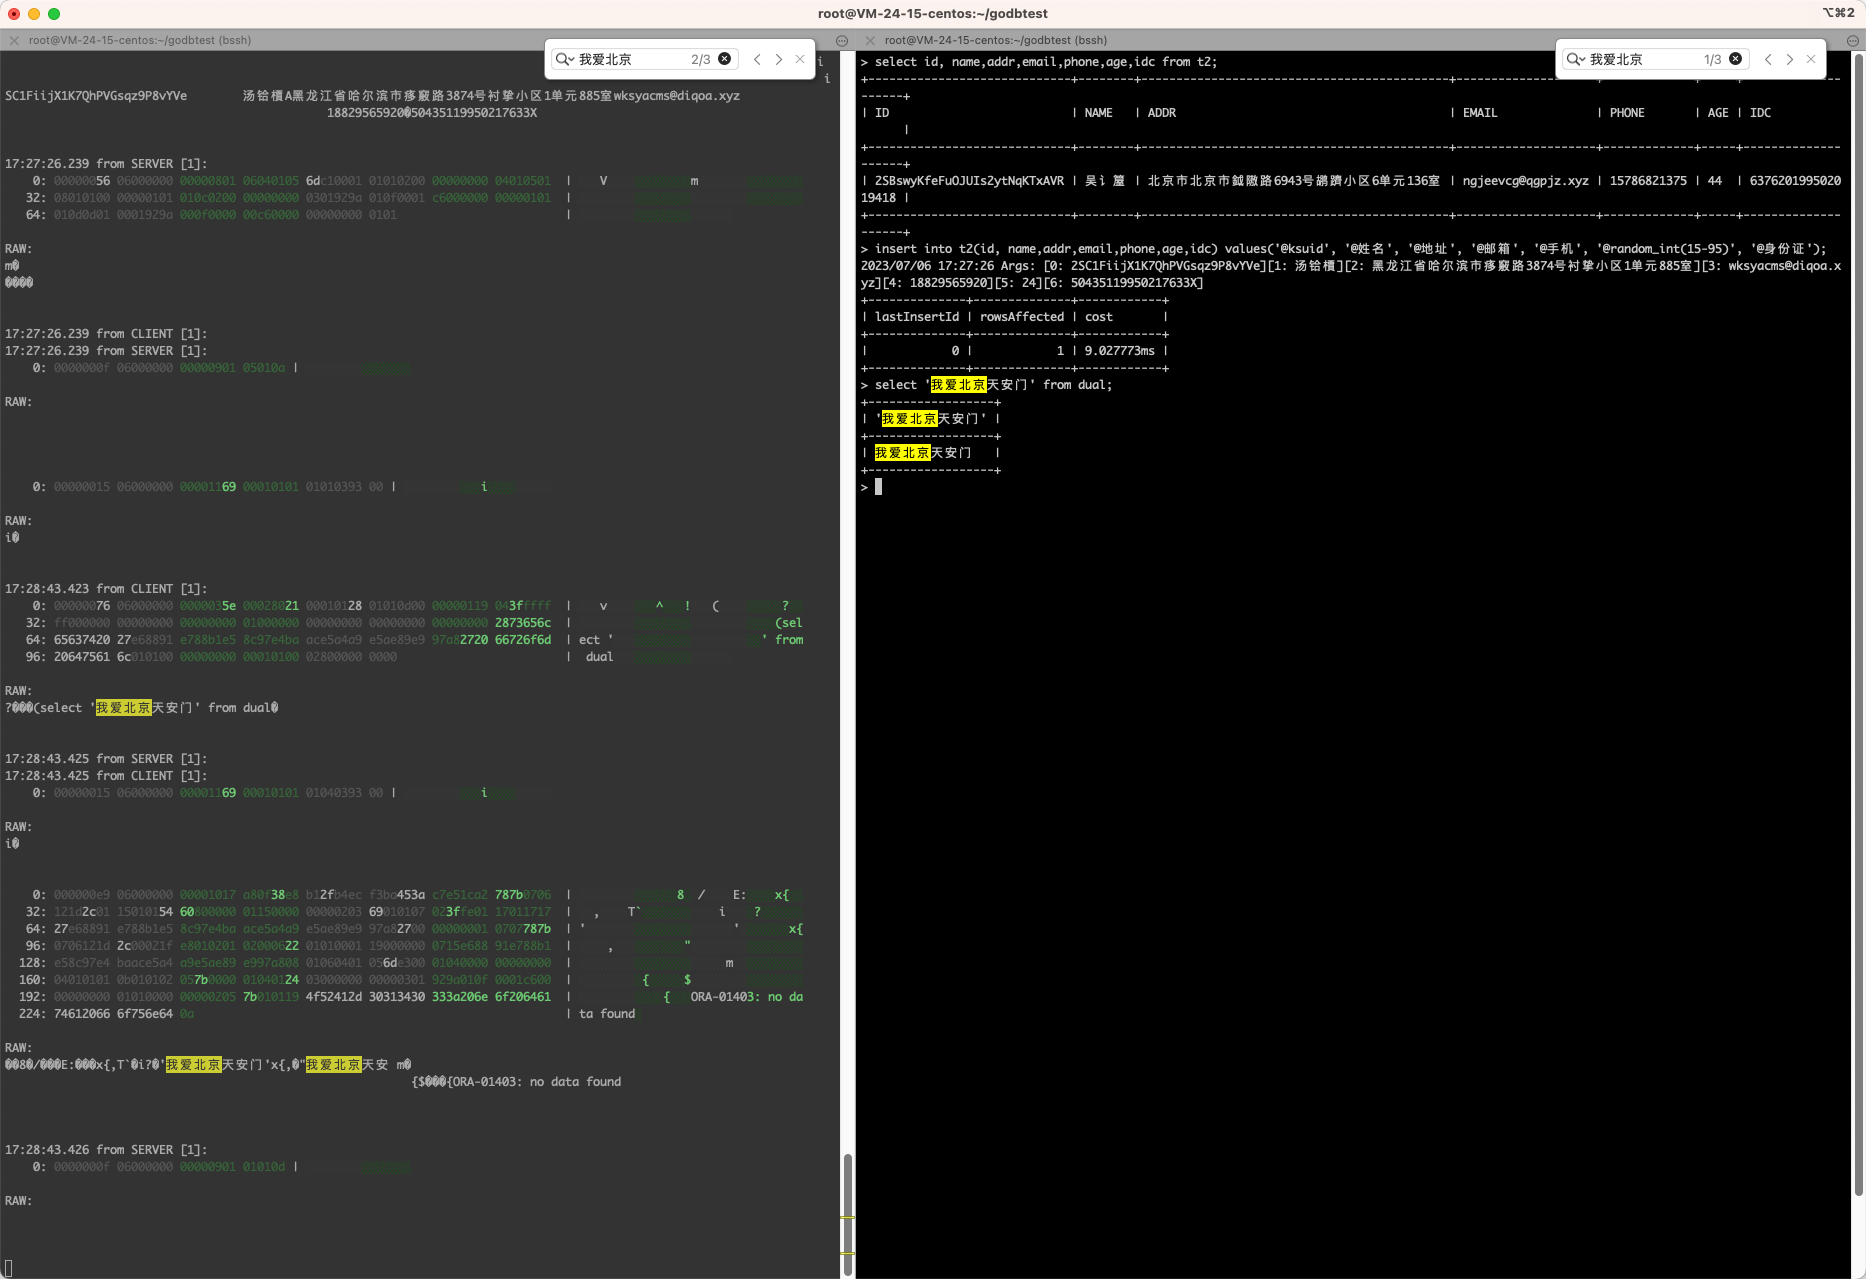 root@VM-24-15-centos:~/godbtest
⌥⌘2
root@VM-24-15-centos:~/godbtest (bssh)
我爱北京 2/3
i
i
SC1FiijX1K7QhPVGsqz9P8vYVe 汤铪櫝A黑龙江省哈尔滨市痑毃路3874号衬挚小区1单元885室wksyacms@diqoa.xyz
18829565920�50435119950217633X
17:27:26.239 from SERVER [1]:
0: 00000056 06000000 00000801 06040105 6dc10001 01010200 00000000 04010501 | V m
32: 08010100 00000101 010c0200 00000000 0301929a 010f0001 c6000000 00000101 |
64: 010d0d01 0001929a 000f0000 00c60000 00000000 0101 |
RAW:
m�
����
17:27:26.239 from CLIENT [1]:
17:27:26.239 from SERVER [1]:
0: 0000000f 06000000 00000901 05010a |
RAW:
0: 00000015 06000000 00001169 00010101 01010393 00 | i
RAW:
i�
17:28:43.423 from CLIENT [1]:
0: 00000076 06000000 0000035e 00028021 00010128 01010d00 00000119 043fffff | v ^ ! ( ?
32: ff000000 00000000 00000000 01000000 00000000 00000000 00000000 2873656c | (sel
64: 65637420 27e68891 e788b1e5 8c97e4ba ace5a4a9 e5ae89e9 97a82720 66726f6d | ect ' ' from
96: 20647561 6c010100 00000000 00010100 02800000 0000 | dual
RAW:
?���(select '我爱北京天安门' from dual�
17:28:43.425 from SERVER [1]:
17:28:43.425 from CLIENT [1]:
0: 00000015 06000000 00001169 00010101 01040393 00 | i
RAW:
i�
0: 000000e9 06000000 00001017 a80f38e8 b12fb4ec f3ba453a c7e51ca2 787b0706 | 8 / E: x{
32: 121d2c01 15010154 60800000 01150000 00000203 69010107 023ffe01 17011717 | , T` i ?
64: 27e68891 e788b1e5 8c97e4ba ace5a4a9 e5ae89e9 97a82700 00000001 0707787b | ' ' x{
96: 0706121d 2c00021f e8010201 02000622 01010001 19000000 0715e688 91e788b1 | , "
128: e58c97e4 baace5a4 a9e5ae89 e997a808 01060401 056de300 01040000 00000000 | m
160: 04010101 0b010102 057b0000 01040124 03000000 00000301 929a010f 0001c600 | { $
192: 00000000 01010000 00000205 7b010119 4f52412d 30313430 333a206e 6f206461 | { ORA-01403: no da
224: 74612066 6f756e64 0a | ta found
RAW:
��8�/���E:���x{,T`�i?�'我爱北京天安门'x{,�"我爱北京天安 m�
{$���{ORA-01403: no data found
17:28:43.426 from SERVER [1]:
0: 0000000f 06000000 00000901 01010d |
RAW:
root@VM-24-15-centos:~/godbtest (bssh)
我爱北京 1/3
> select id, name,addr,email,phone,age,idc from t2;
+-----------------------------+--------+--------------------------------------------+--------------------+-------------+-----+--------------
------+
| ID | NAME | ADDR | EMAIL | PHONE | AGE | IDC
|
+-----------------------------+--------+--------------------------------------------+--------------------+-------------+-----+--------------
------+
| 2SBswyKfeFuOJUIs2ytNqKTxAVR | 吴讠簅 | 北京市北京市鉞陂路6943号鹕躋小区6单元136室 | ngjeevcg@qgpjz.xyz | 15786821375 | 44 | 6376201995020
19418 |
+-----------------------------+--------+--------------------------------------------+--------------------+-------------+-----+--------------
------+
> insert into t2(id, name,addr,email,phone,age,idc) values('@ksuid', '@姓名', '@地址', '@邮箱', '@手机', '@random_int(15-95)', '@身份证');
2023/07/06 17:27:26 Args: [0: 2SC1FiijX1K7QhPVGsqz9P8vYVe][1: 汤铪櫝][2: 黑龙江省哈尔滨市痑毃路3874号衬挚小区1单元885室][3: wksyacms@diqoa.x
yz][4: 18829565920][5: 24][6: 50435119950217633X]
+--------------+--------------+------------+
| lastInsertId | rowsAffected | cost |
+--------------+--------------+------------+
| 0 | 1 | 9.027773ms |
+--------------+--------------+------------+
> select '我爱北京天安门' from dual;
+------------------+
| '我爱北京天安门' |
+------------------+
| 我爱北京天安门 |
+------------------+
>